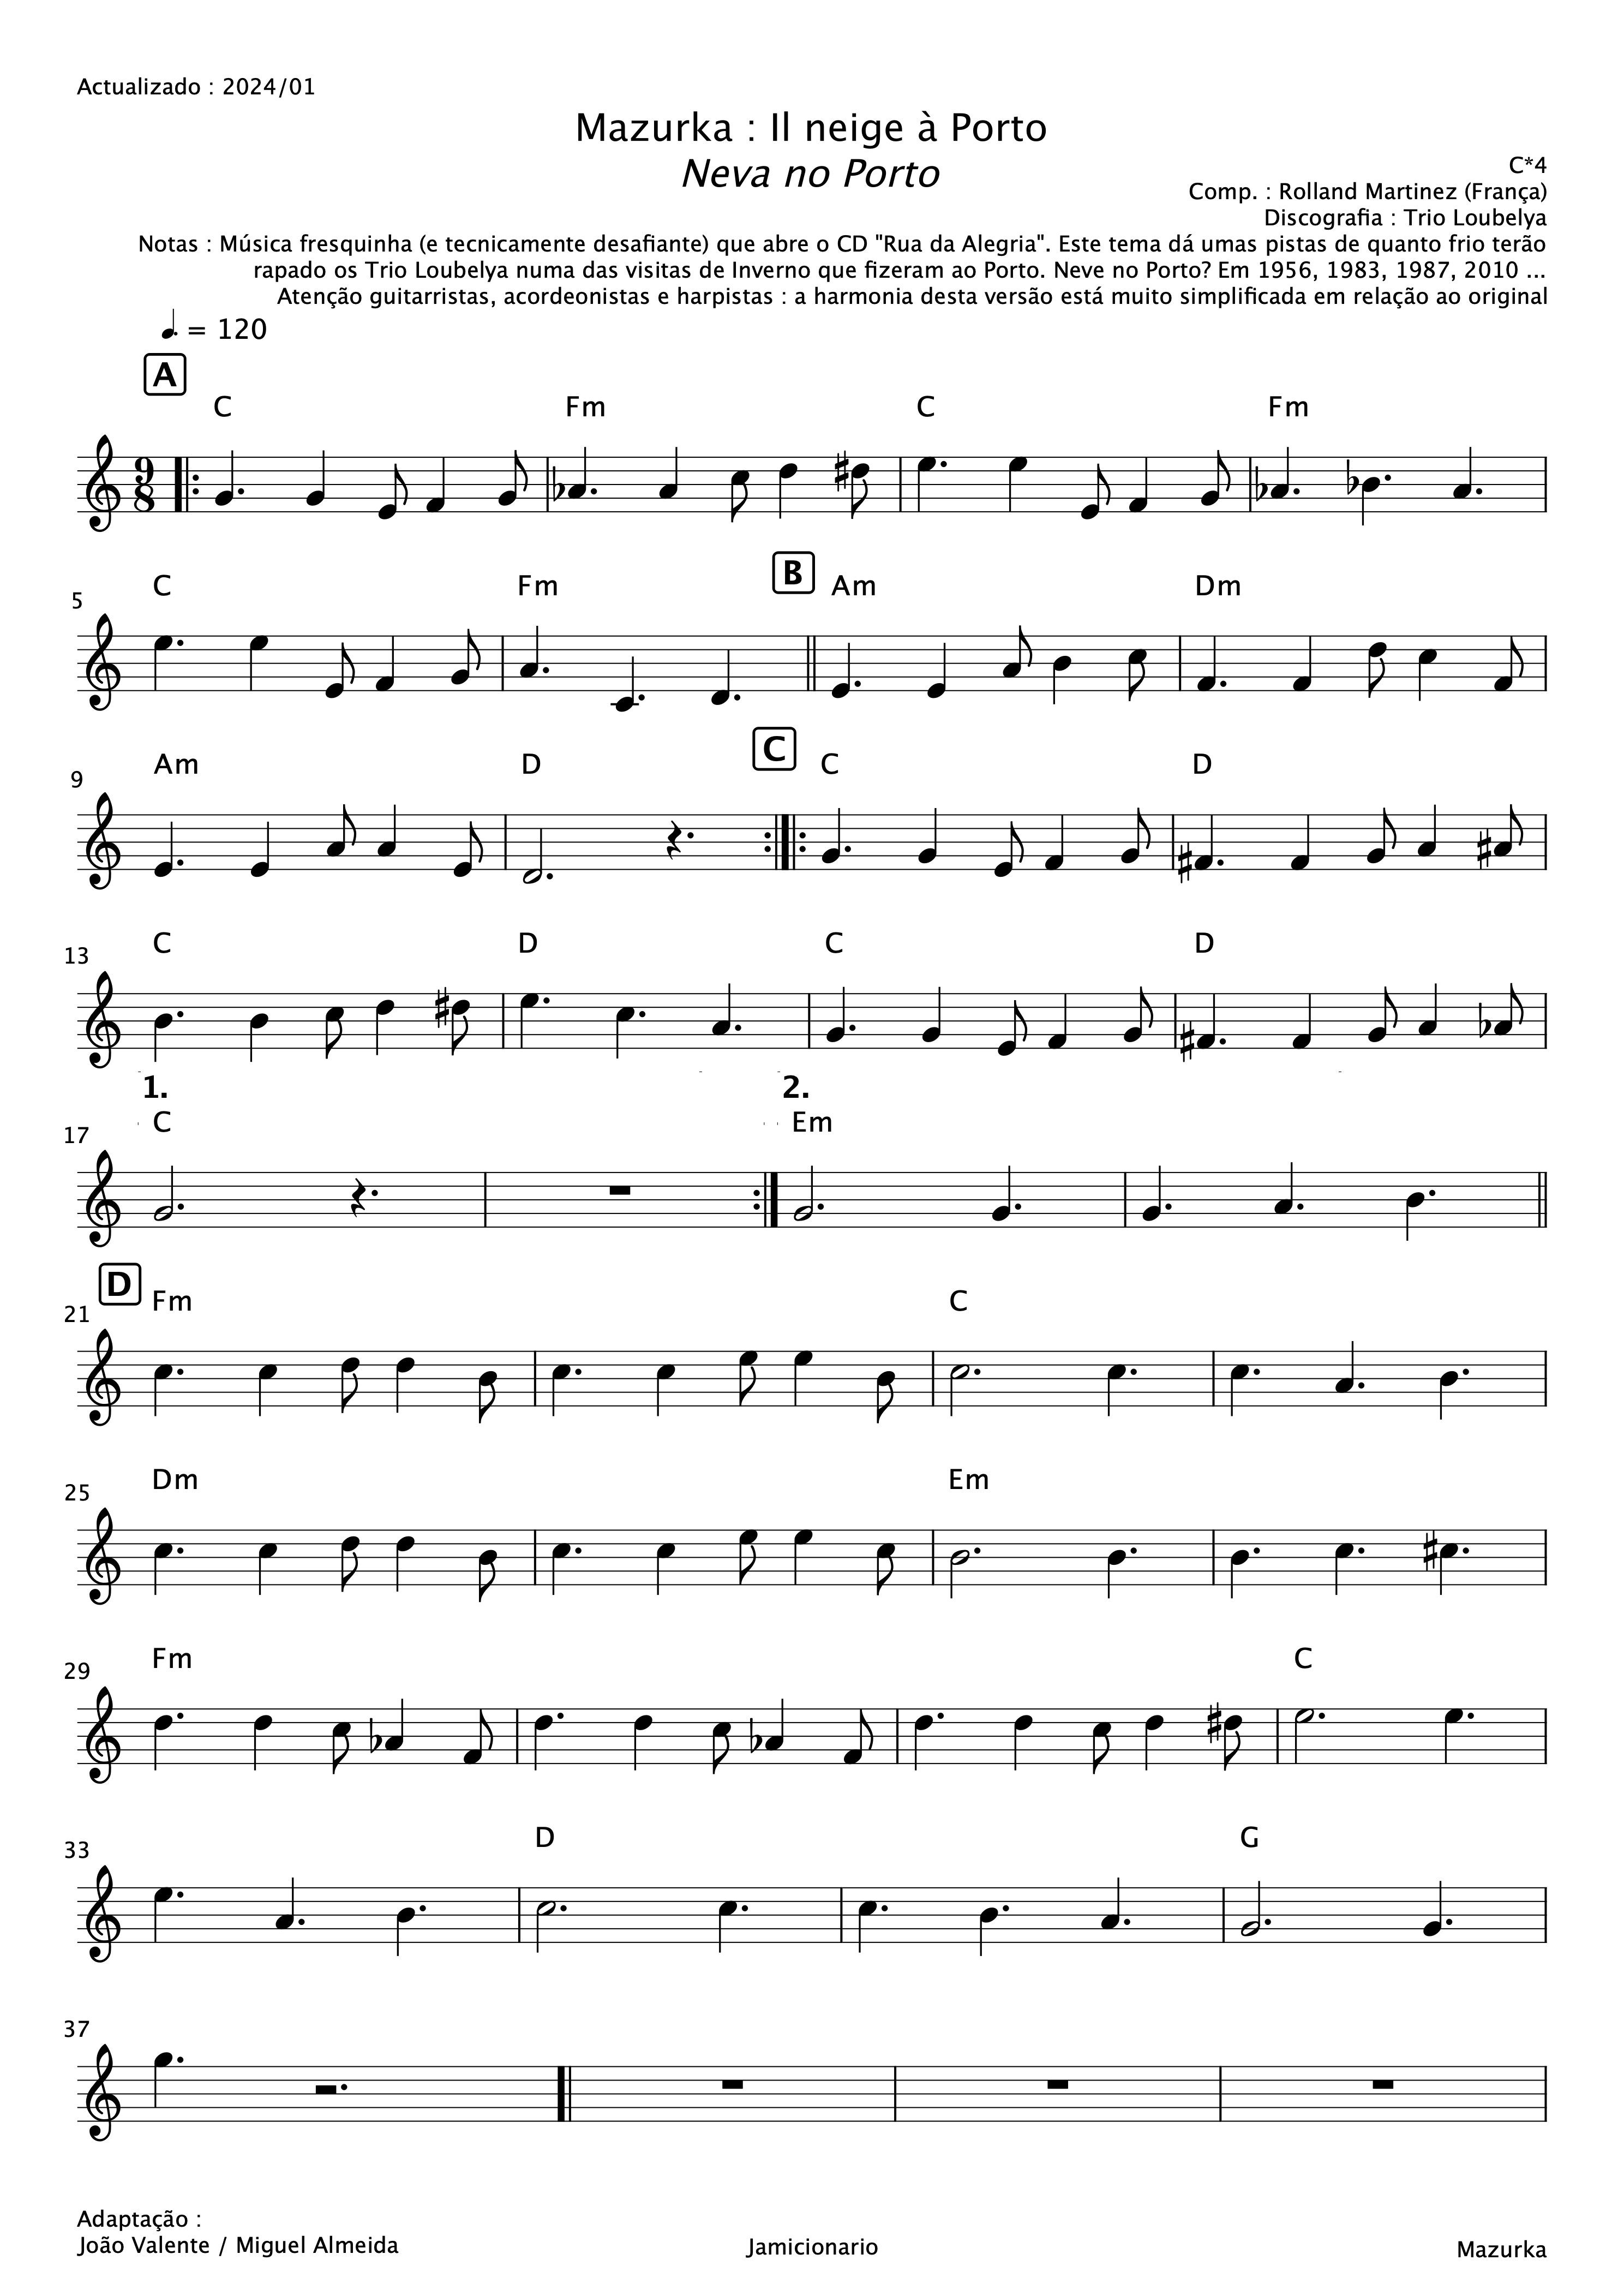 Actualizado : 2024/01
Mazurka : Il neige à Porto
Neva no Porto
C*4
Comp. : Rolland Martinez (França)
Discografia : Trio Loubelya
Notas : Música fresquinha (e tecnicamente desafiante) que abre o CD "Rua da Alegria". Este tema dá umas pistas de quanto frio terão
rapado os Trio Loubelya numa das visitas de Inverno que fizeram ao Porto. Neve no Porto? Em 1956, 1983, 1987, 2010 ...
Atenção guitarristas, acordeonistas e harpistas : a harmonia desta versão está muito simplificada em relação ao original
= 120
A
C Fm C Fm
9
8
B
5 C Fm Am Dm
C
9 Am D C D
13 C D C D
1. 2.
17 C Em
D
21 Fm C
25 Dm Em
29 Fm C
33 D G
37
Adaptação :
João Valente / Miguel Almeida
Jamicionario
Mazurka